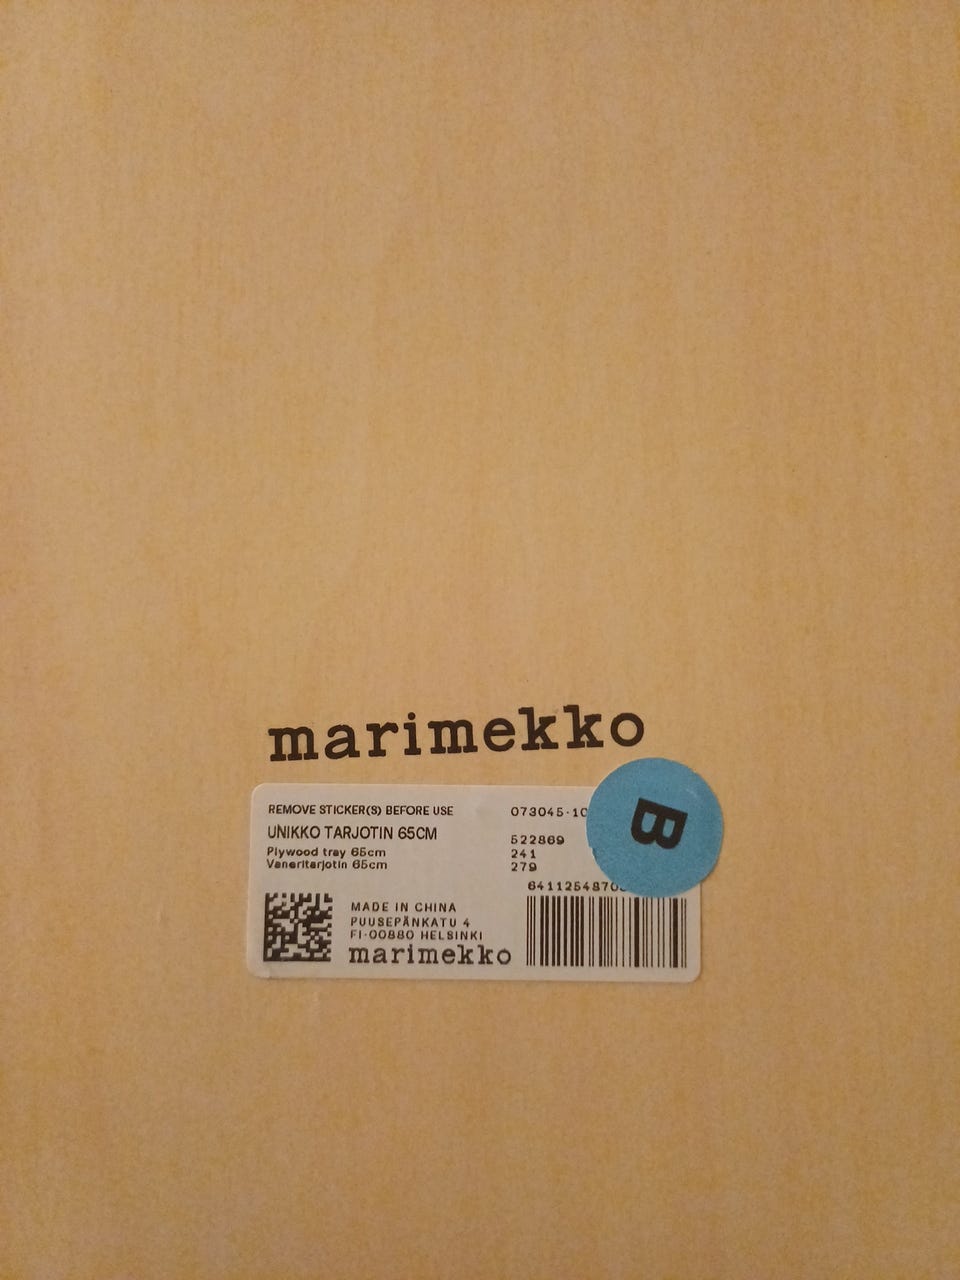 marimekko
REMOVE STICKER(S) BEFORE USE
UNIKKO TARJOTIN 65CM
Plywood tray 65cm
Vaneritarjotin 65cm
073045-10
522869
241
279
641125487
B
MADE IN CHINA
PUUSEPÄNKATU 4
FI-00880 HELSINKI
marimekko